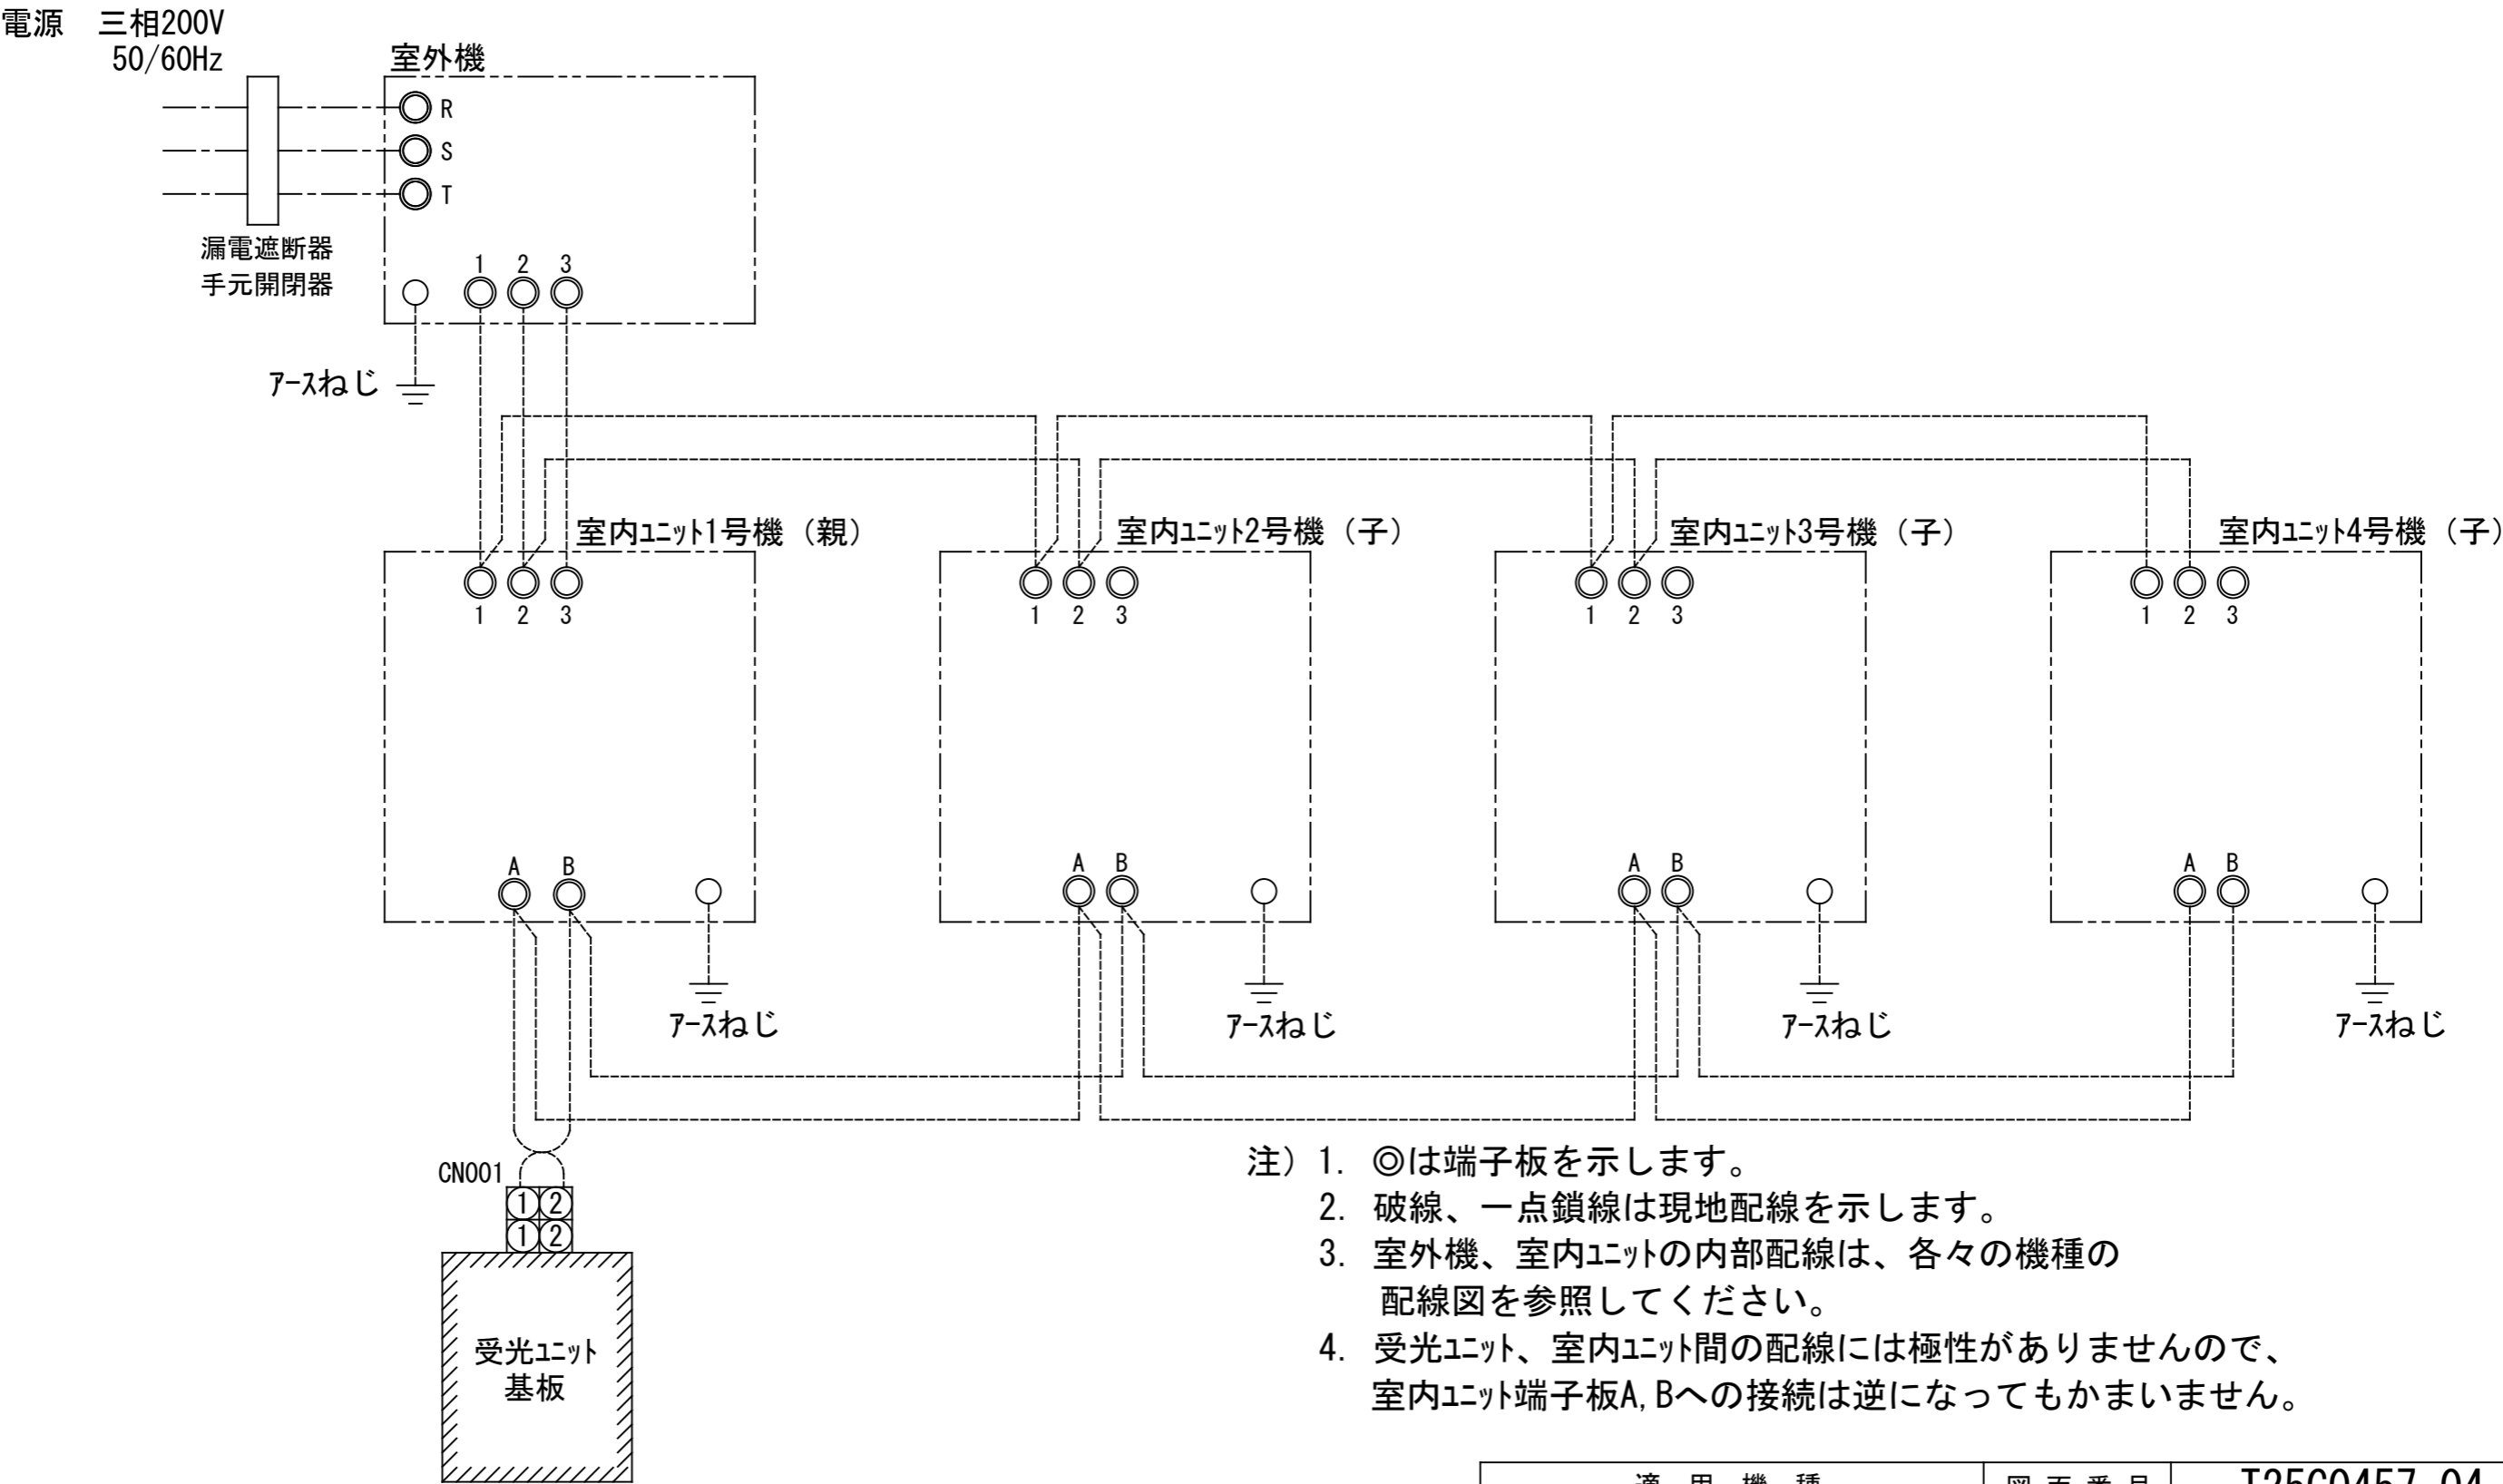 電源　三相200V
50/60Hz
室外機
R
S
T
漏電遮断器
手元開閉器
1 2 3
ｱｰｽねじ
室内ﾕﾆｯﾄ1号機（親）
室内ﾕﾆｯﾄ2号機（子）
室内ﾕﾆｯﾄ3号機（子）
室内ﾕﾆｯﾄ4号機（子）
1 2 3
1 2 3
1 2 3
1 2 3
A B
A B
A B
A B
ｱｰｽねじ
ｱｰｽねじ
ｱｰｽねじ
ｱｰｽねじ
CN001
1 2
1 2
受光ﾕﾆｯﾄ
基板
注）1. ◎は端子板を示します。
2. 破線、一点鎖線は現地配線を示します。
3. 室外機、室内ﾕﾆｯﾄの内部配線は、各々の機種の
配線図を参照してください。
4. 受光ﾕﾆｯﾄ、室内ﾕﾆｯﾄ間の配線には極性がありませんので、
室内ﾕﾆｯﾄ端子板A,Bへの接続は逆になってもかまいません。
適用機種
図面番号